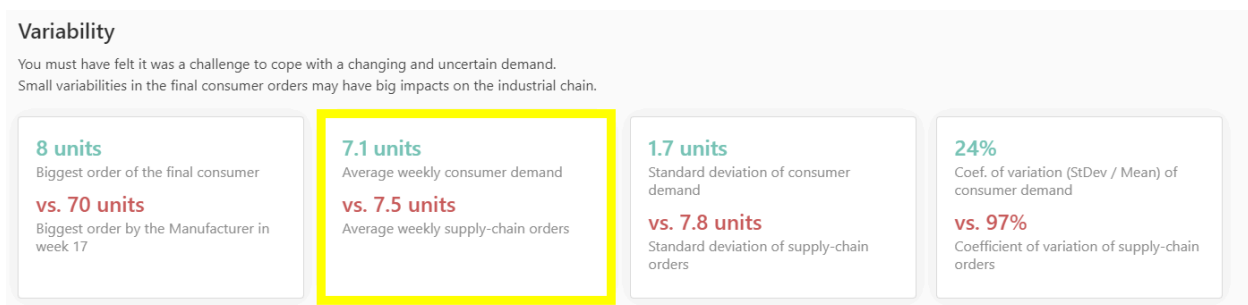 Variability
You must have felt it was a challenge to cope with a changing and uncertain demand.
Small variabilities in the final consumer orders may have big impacts on the industrial chain.
8 units
Biggest order of the final consumer
vs. 70 units
Biggest order by the Manufacturer in
week 17
7.1 units
Average weekly consumer demand
vs. 7.5 units
Average weekly supply-chain orders
1.7 units
Standard deviation of consumer
demand
vs. 7.8 units
Standard deviation of supply-chain
orders
24%
Coef. of variation (StDev / Mean) of
consumer demand
vs. 97%
Coefficient of variation of supply-chain
orders